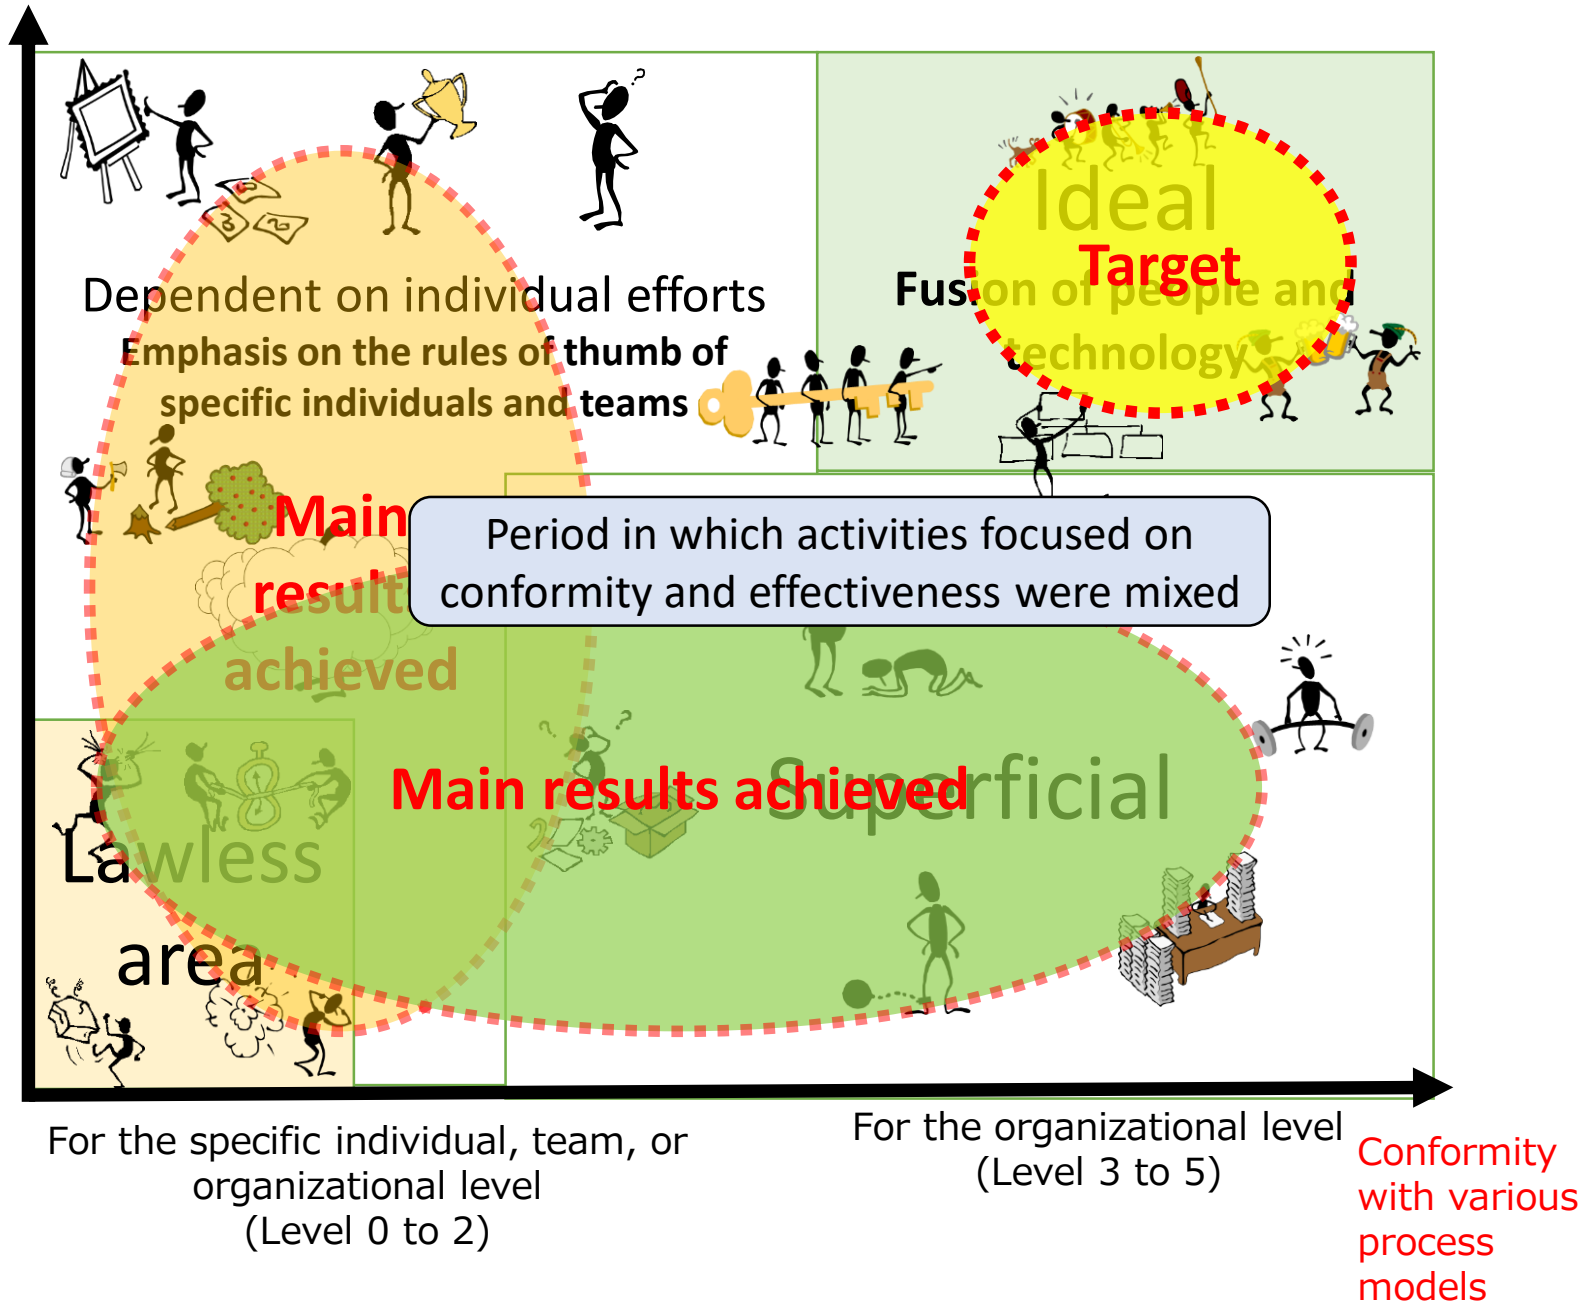 Ideal
Target
Fusion of people and
technology
Dependent on individual efforts
Emphasis on the rules of thumb of
specific individuals and teams
Main
results
achieved
Period in which activities focused on
conformity and effectiveness were mixed
Main results achieved
Superficial
Lawless
area
For the specific individual, team, or
organizational level
(Level 0 to 2)
For the organizational level
(Level 3 to 5)
Conformity
with various
process
models